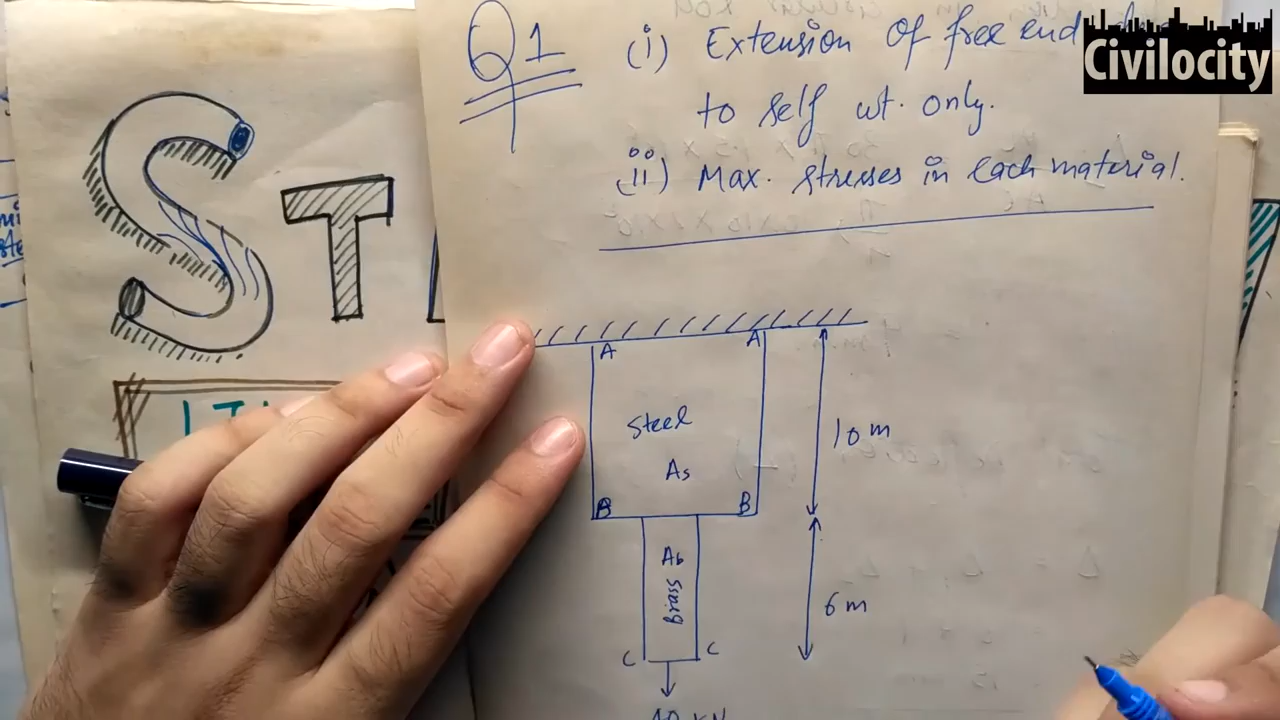 Q1
(i) Extension of free end
to self wt. only.
(ii) Max. stresses in each material.
Civilocity
ST
A A
Steel
As
10 m
B B
Ab
Brass
6 m
C C